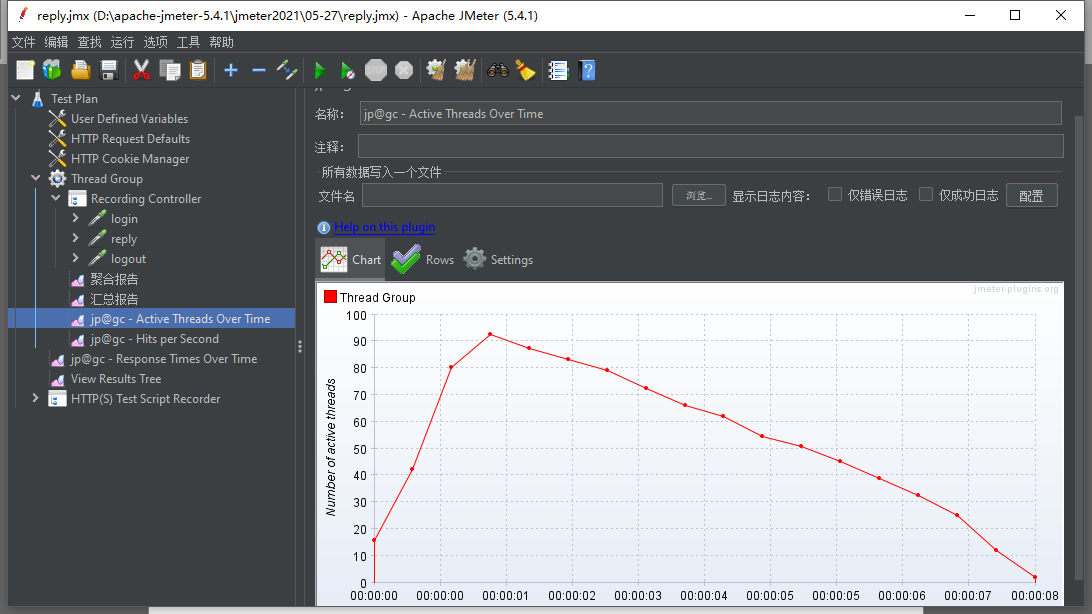 reply.jmx (D:\apache-jmeter-5.4.1\jmeter2021\05-27\reply.jmx) - Apache JMeter (5.4.1)
文件 编辑 查找 运行 选项 工具 帮助
STOP
Test Plan
User Defined Variables
HTTP Request Defaults
HTTP Cookie Manager
Thread Group
Recording Controller
login
reply
logout
聚合报告
汇总报告
jp@gc - Active Threads Over Time
jp@gc - Hits per Second
jp@gc - Response Times Over Time
View Results Tree
HTTP(S) Test Script Recorder
名称： jp@gc - Active Threads Over Time
注释：
所有数据写入一个文件
文件名 浏览... 显示日志内容： 仅错误日志 仅成功日志 配置
Help on this plugin
Chart Rows Settings
jmeter-plugins.org
Thread Group
Number of active threads
100
90
80
70
60
50
40
30
20
10
0
00:00:00 00:00:00 00:00:01 00:00:02 00:00:03 00:00:04 00:00:05 00:00:05 00:00:06 00:00:07 00:00:08